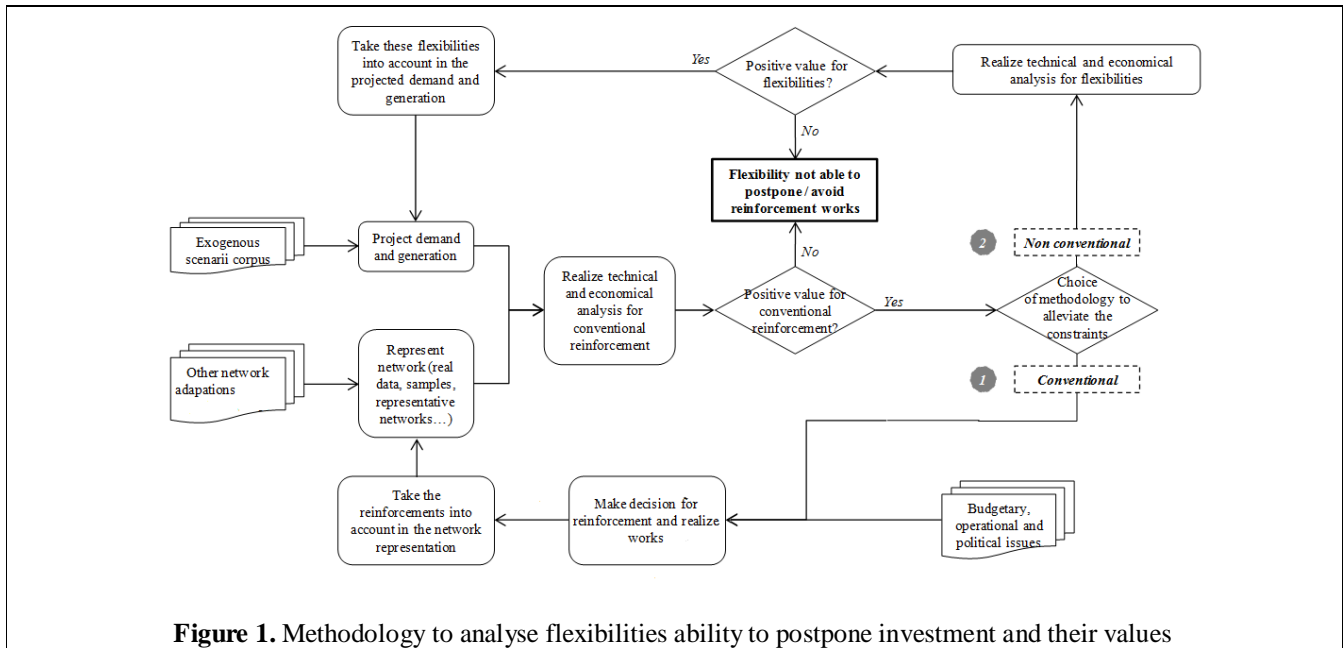 Take these flexibilities
into account in the
projected demand and
generation
Yes
Positive value for
flexibilities?
Realize technical and economical
analysis for flexibilities
No
Flexibility not able to
postpone / avoid
reinforcement works
Exogenous
scenarii corpus
Project demand
and generation
2
Non conventional
No
Realize technical
and economical
analysis for
conventional
reinforcement
Positive value for
conventional
reinforcement?
Yes
Choice
of methodology to
alleviate the
constraints
Other network
adapations
Represent
network (real
data, samples,
representative
networks…)
1
Conventional
Take the
reinforcements into
account in the network
representation
Make decision for
reinforcement and realize
works
Budgetary,
operational and
political issues
Figure 1. Methodology to analyse flexibilities ability to postpone investment and their values